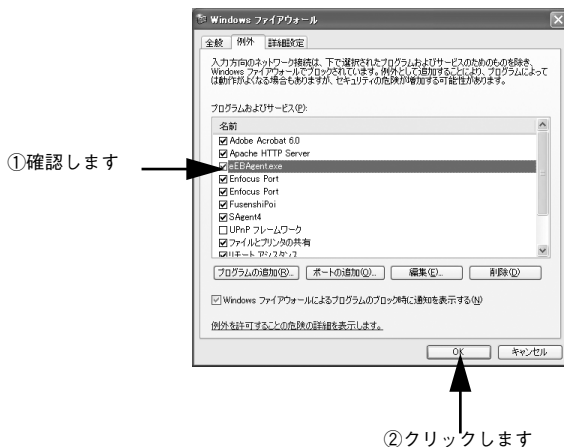 Windows ファイアウォール
全般 例外 詳細設定
入力方向のネットワーク接続は、下で選択されたプログラムおよびサービスのためのものを除き、
Windows ファイアウォールでブロックされています。例外として追加することにより、プログラムによって
は動作がよくなる場合もありますが、セキュリティの危険が増加する可能性があります。
プログラムおよびサービス(P):
名前
Adobe Acrobat 6.0
Apache HTTP Server
①確認します
eEBAgent.exe
Enfocus Port
Enfocus Port
FusenshiPoi
SAgent4
UPnP フレームワーク
ファイルとプリンタの共有
リモート アシスタンス
プログラムの追加(R)... ポートの追加(O)... 編集(E)... 削除(D)
Windows ファイアウォールによるプログラムのブロック時に通知を表示する(N)
例外を許可することの危険の詳細を表示します。
OK キャンセル
②クリックします